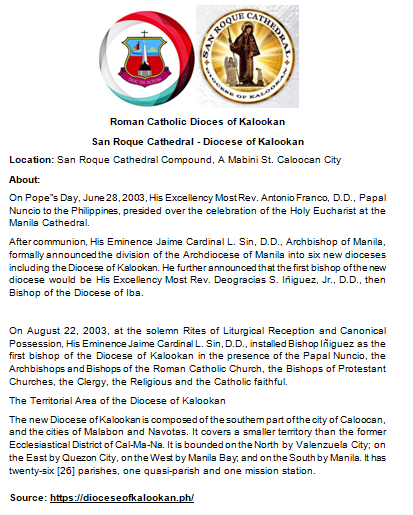 SAN ROQUE CATHEDRAL
DIOCESE OF KALOOKAN
Roman Catholic Dioces of Kalookan
San Roque Cathedral - Diocese of Kalookan
Location: San Roque Cathedral Compound, A Mabini St. Caloocan City
About:
On Pope"s Day, June 28, 2003, His Excellency Most Rev. Antonio Franco, D.D., Papal
Nuncio to the Philippines, presided over the celebration of the Holy Eucharist at the
Manila Cathedral.
After communion, His Eminence Jaime Cardinal L. Sin, D.D., Archbishop of Manila,
formally announced the division of the Archdiocese of Manila into six new dioceses
including the Diocese of Kalookan. He further announced that the first bishop of the new
diocese would be His Excellency Most Rev. Deogracias S. Iñiguez, Jr., D.D., then
Bishop of the Diocese of Iba.
On August 22, 2003, at the solemn Rites of Liturgical Reception and Canonical
Possession, His Eminence Jaime Cardinal L. Sin, D.D., installed Bishop Iñiguez as the
first bishop of the Diocese of Kalookan in the presence of the Papal Nuncio, the
Archbishops and Bishops of the Roman Catholic Church, the Bishops of Protestant
Churches, the Clergy, the Religious and the Catholic faithful.
The Territorial Area of the Diocese of Kalookan
The new Diocese of Kalookan is composed of the southern part of the city of Caloocan,
and the cities of Malabon and Navotas. It covers a smaller territory than the former
Ecclesiastical District of Cal-Ma-Na. It is bounded on the North by Valenzuela City; on
the East by Quezon City, on the West by Manila Bay; and on the South by Manila. It has
twenty-six [26] parishes, one quasi-parish and one mission station.
Source: https://dioceseofkalookan.ph/